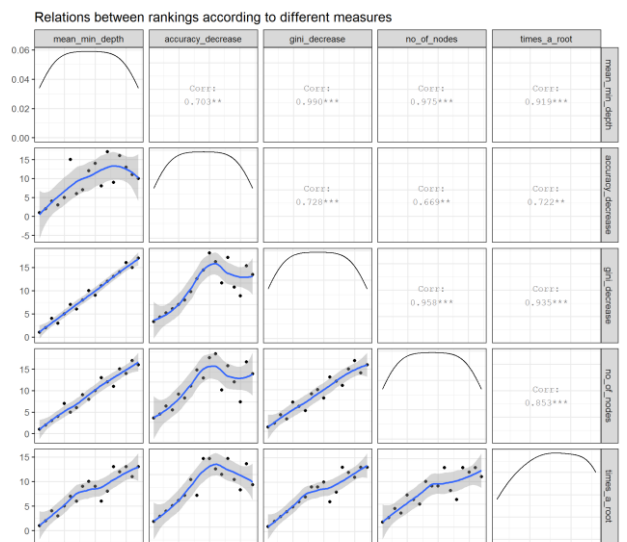 Relations between rankings according to different measures
mean_min_depth accuracy_decrease gini_decrease no_of_nodes times_a_root
0.06
0.04
0.02
0.00
Corr: Corr: Corr: Corr:
0.703** 0.990*** 0.975*** 0.919***
mean_min_depth
15
10
5
0
-5
Corr: Corr: Corr:
0.728*** 0.669** 0.722**
accuracy_decrease
15
10
5
0
Corr: Corr:
0.958*** 0.935***
gini_decrease
15
10
5
0
Corr:
0.853***
no_of_nodes
15
10
5
0
times_a_root